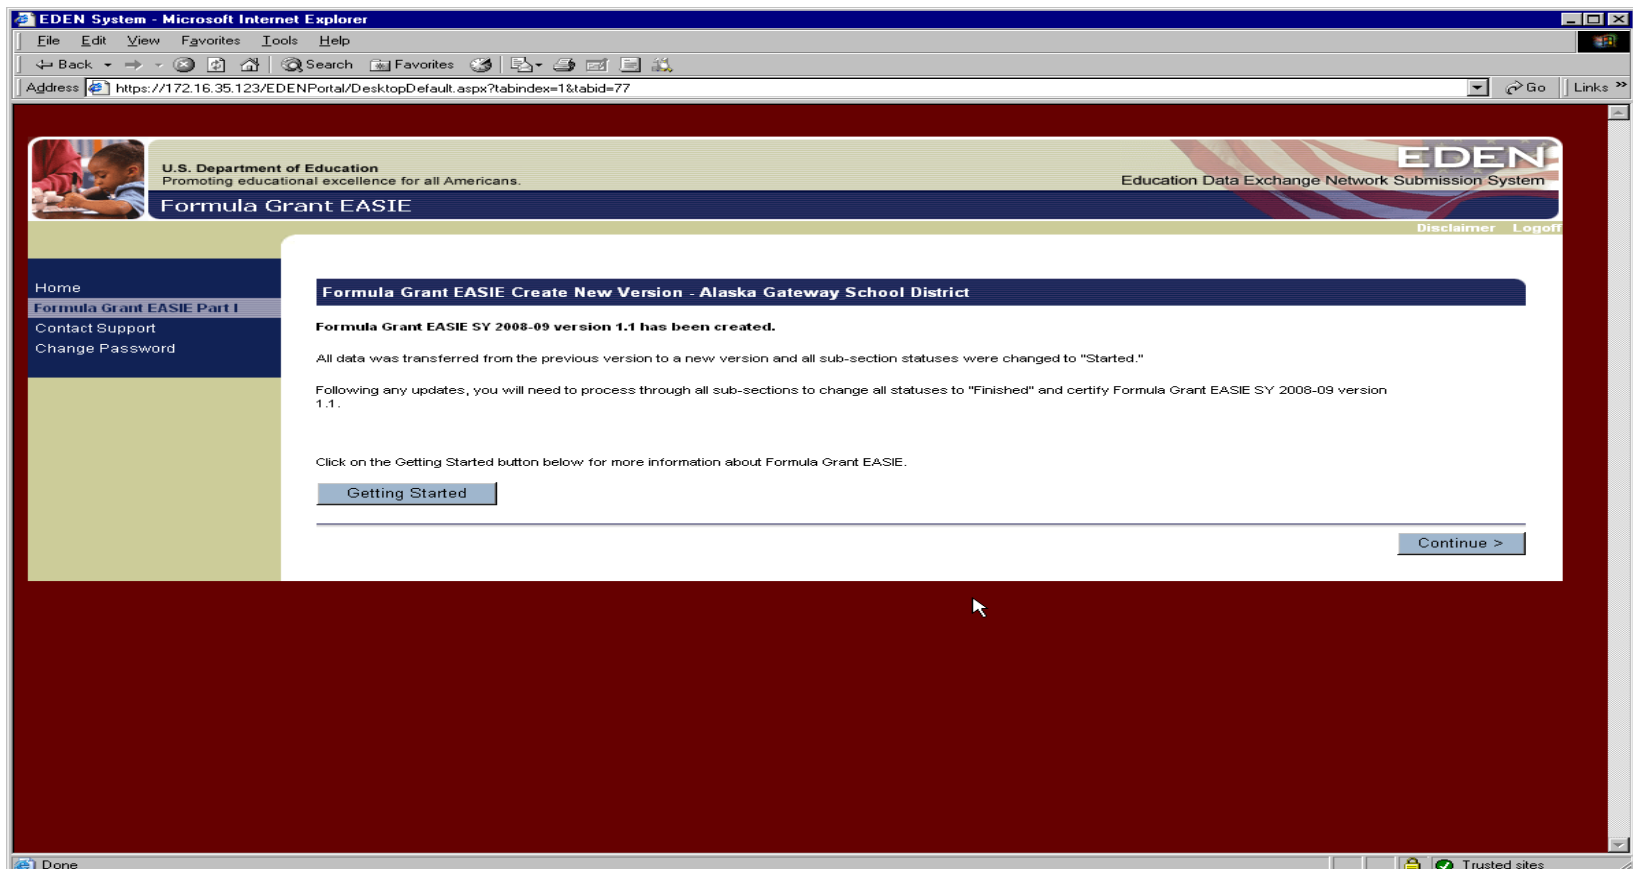 EDEN System - Microsoft Internet Explorer
File Edit View Favorites Tools Help
Back Search Favorites
Address https://172.16.35.123/EDENPortal/DesktopDefault.aspx?tabindex=1&tabid=77 Go Links »
U.S. Department of Education
Promoting educational excellence for all Americans.
EDEN
Education Data Exchange Network Submission System
Formula Grant EASIE
Disclaimer Logoff
Home
Formula Grant EASIE Part I
Contact Support
Change Password
Formula Grant EASIE Create New Version - Alaska Gateway School District
Formula Grant EASIE SY 2008-09 version 1.1 has been created.
All data was transferred from the previous version to a new version and all sub-section statuses were changed to "Started."
Following any updates, you will need to process through all sub-sections to change all statuses to "Finished" and certify Formula Grant EASIE SY 2008-09 version
1.1.
Click on the Getting Started button below for more information about Formula Grant EASIE.
Getting Started
Continue >
Done
Trusted sites